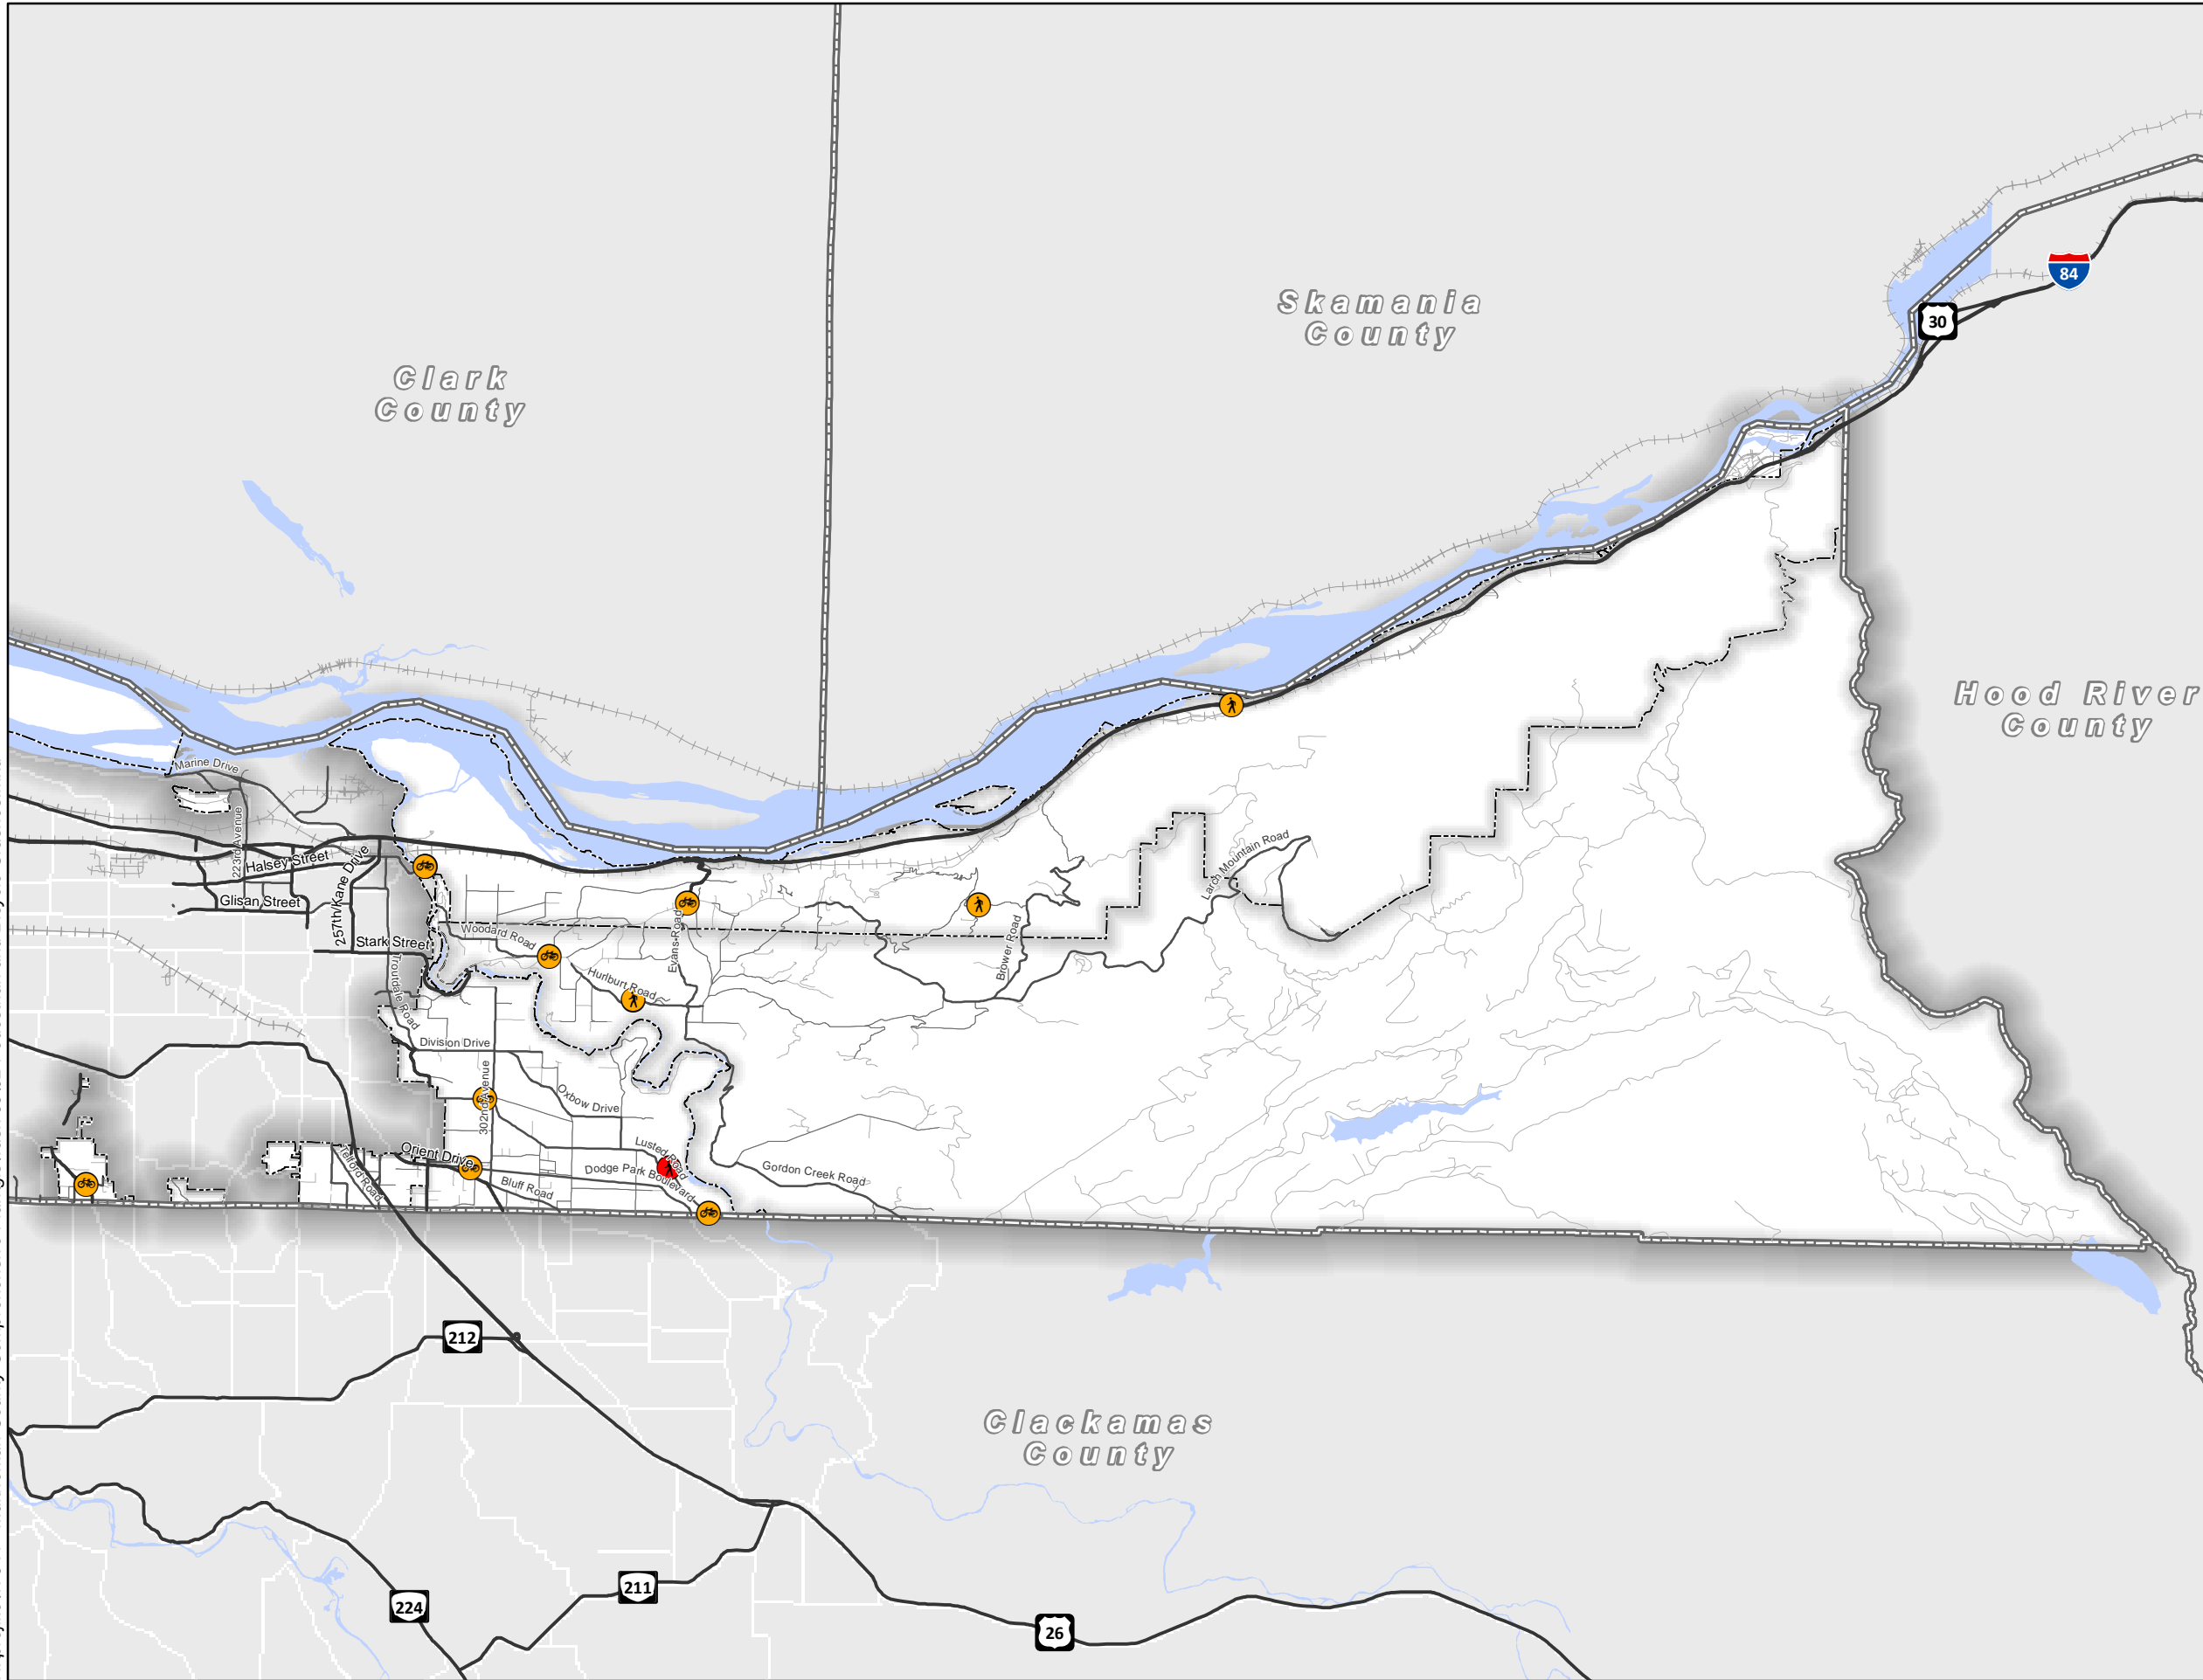 84
30
Skamania
County
Clark
County
Hood River
County
Marine Drive
223rd Avenue
Halsey Street
257th/Kane Drive
Glisan Street
Stark Street
Troutdale Road
Woodard Road
Evans Road
Hurlburt Road
Larch Mountain Road
Brower Road
Division Drive
302nd Avenue
Oxbow Drive
Orient Drive
Telford Road
Lusted Road
Dodge Park Boulevard
Bluff Road
Gordon Creek Road
212
Clackamas
County
211
224
26